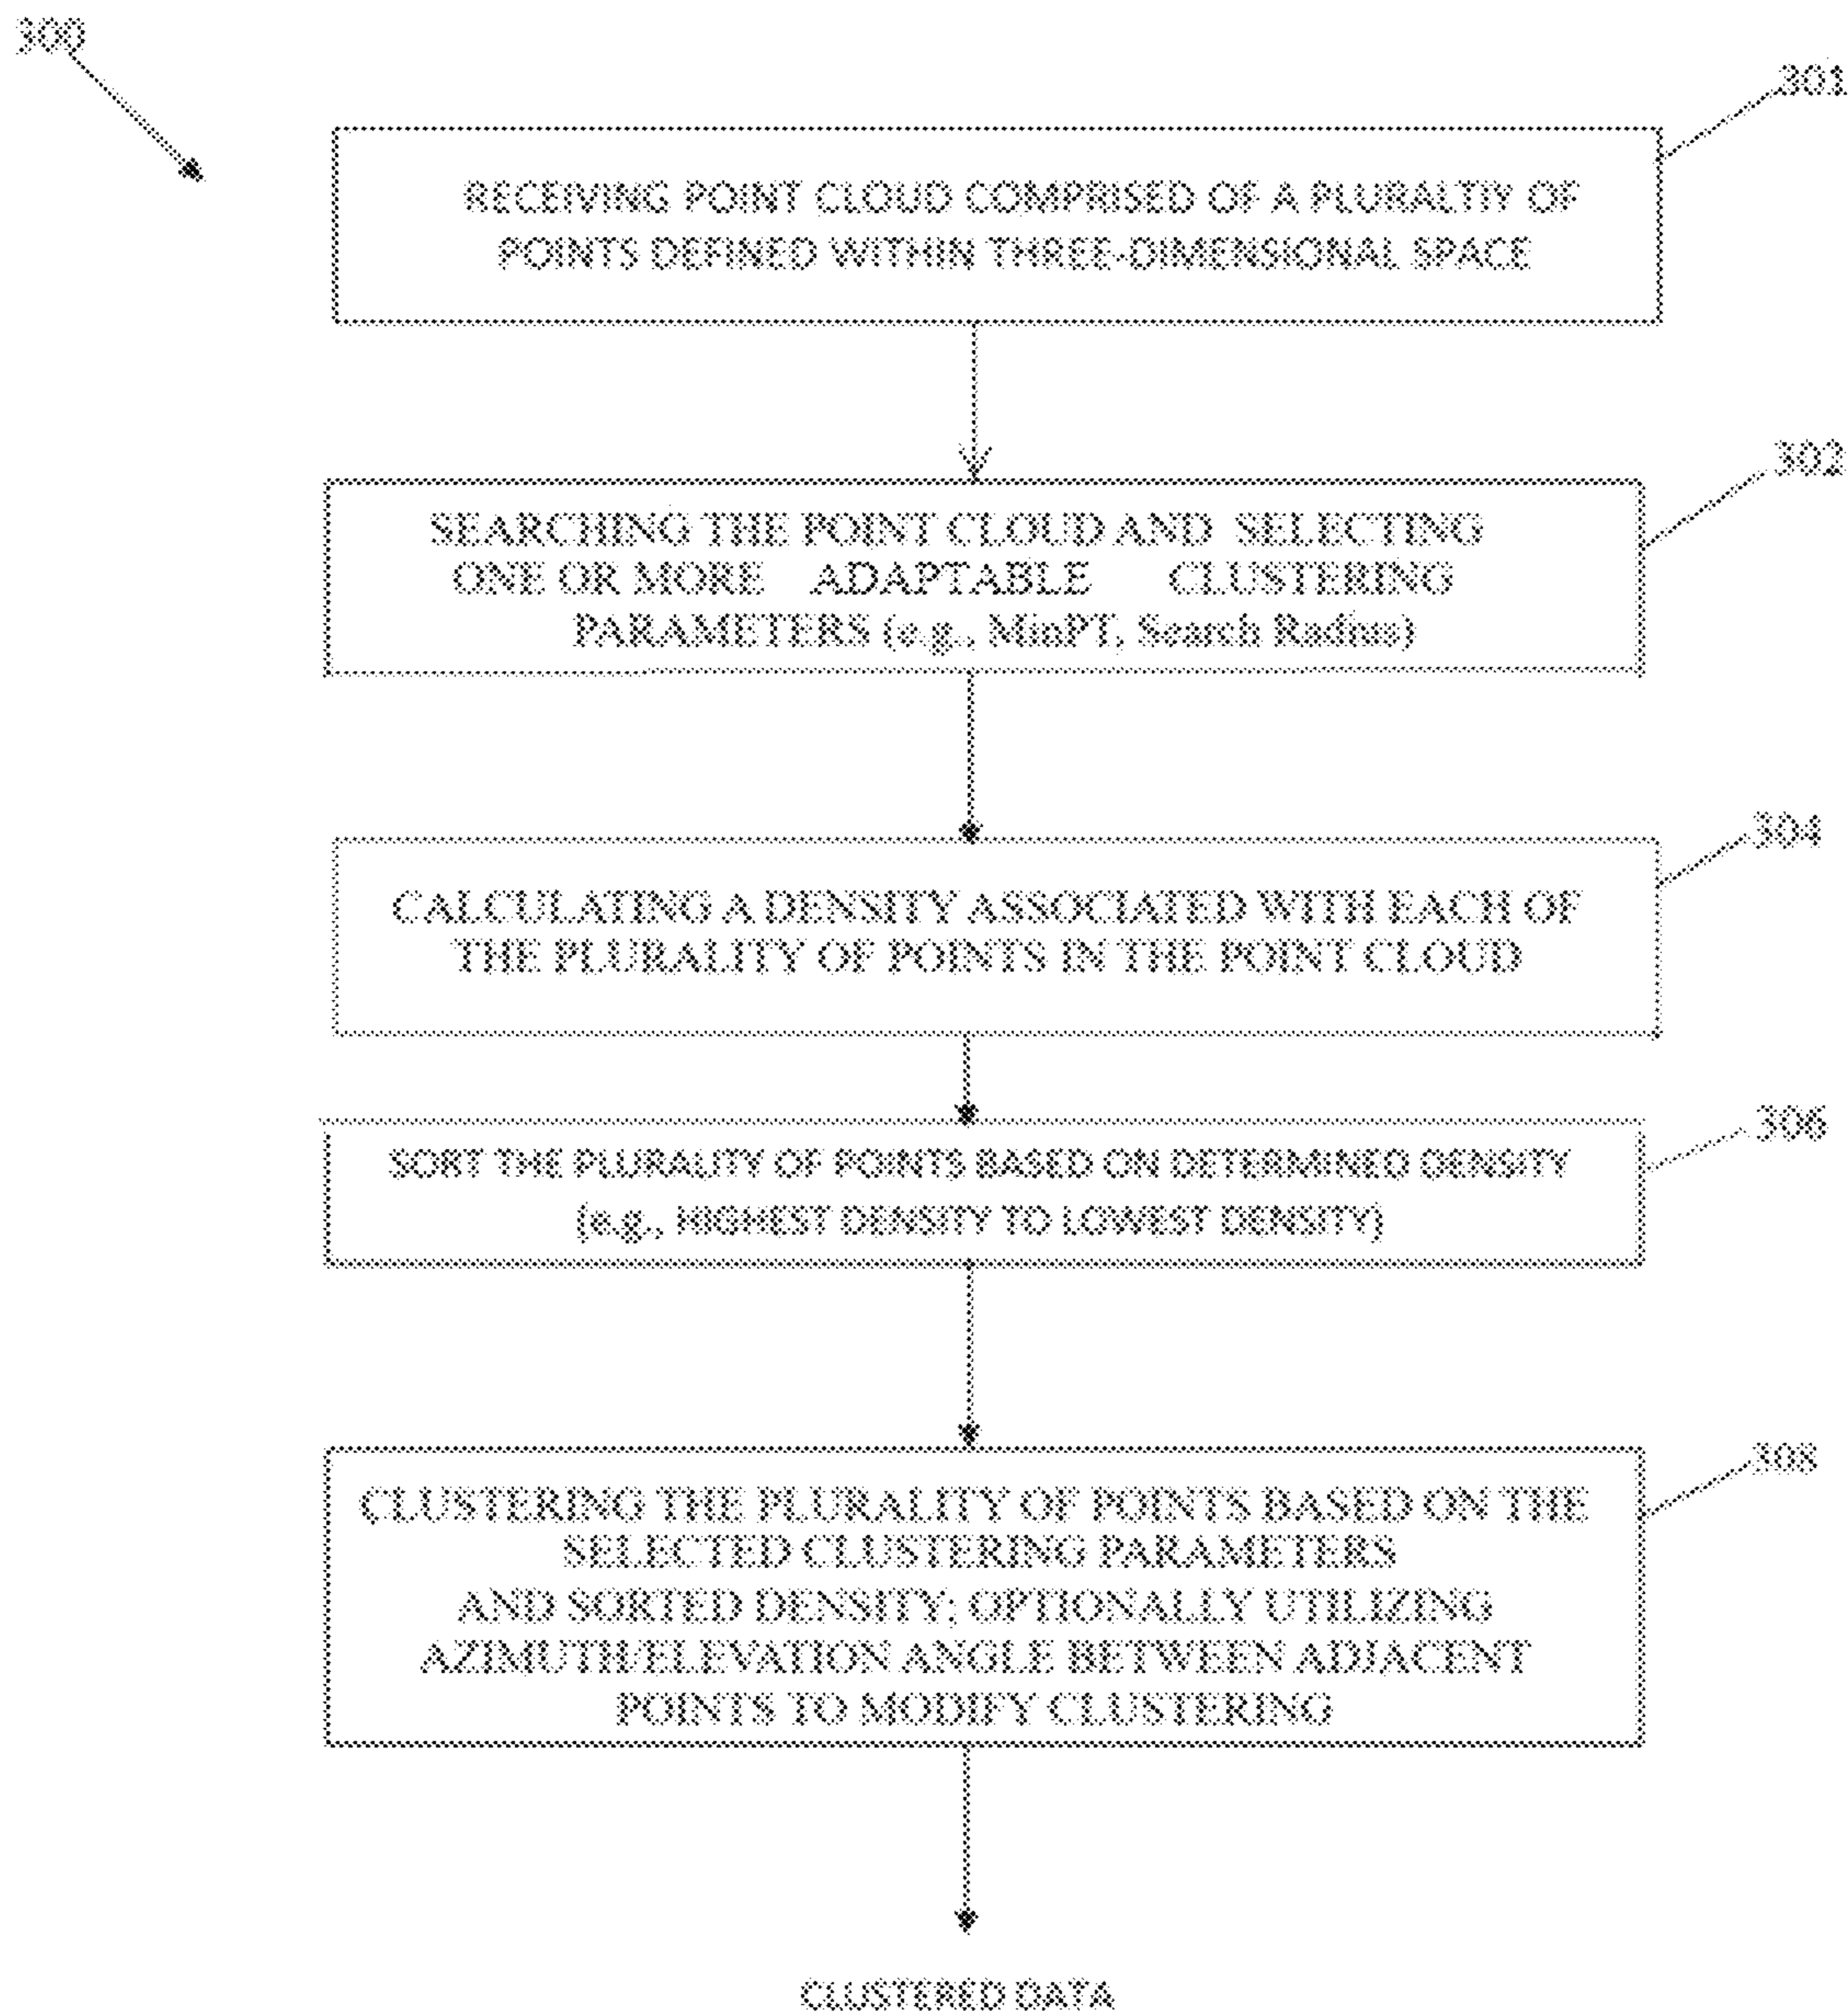 300
301
RECEIVING POINT CLOUD COMPRISED OF A PLURALTIY OF
POINTS DEFINED WITHIN THREE-DIMENSIONAL SPACE
302
SEARCHING THE POINT CLOUD AND SELECTING
ONE OR MORE ADAPTABLE CLUSTERING
PARAMETERS (e.g., MinPT, Search Radius)
304
CALCULATING A DENSITY ASSOCIATED WITH EACH OF
THE PLURALITY OF POINTS IN THE POINT CLOUD
306
SORT THE PLURALITY OF POINTS BASED ON DETERMINED DENSITY
(e.g., HIGHEST DENSITY TO LOWEST DENSITY)
308
CLUSTERING THE PLURALITY OF POINTS BASED ON THE
SELECTED CLUSTERING PARAMETERS
AND SORTED DENSITY; OPTIONALLY UTILIZING
AZIMUTH/ELEVATION ANGLE BETWEEN ADJACENT
POINTS TO MODIFY CLUSTERING
CLUSTERED DATA